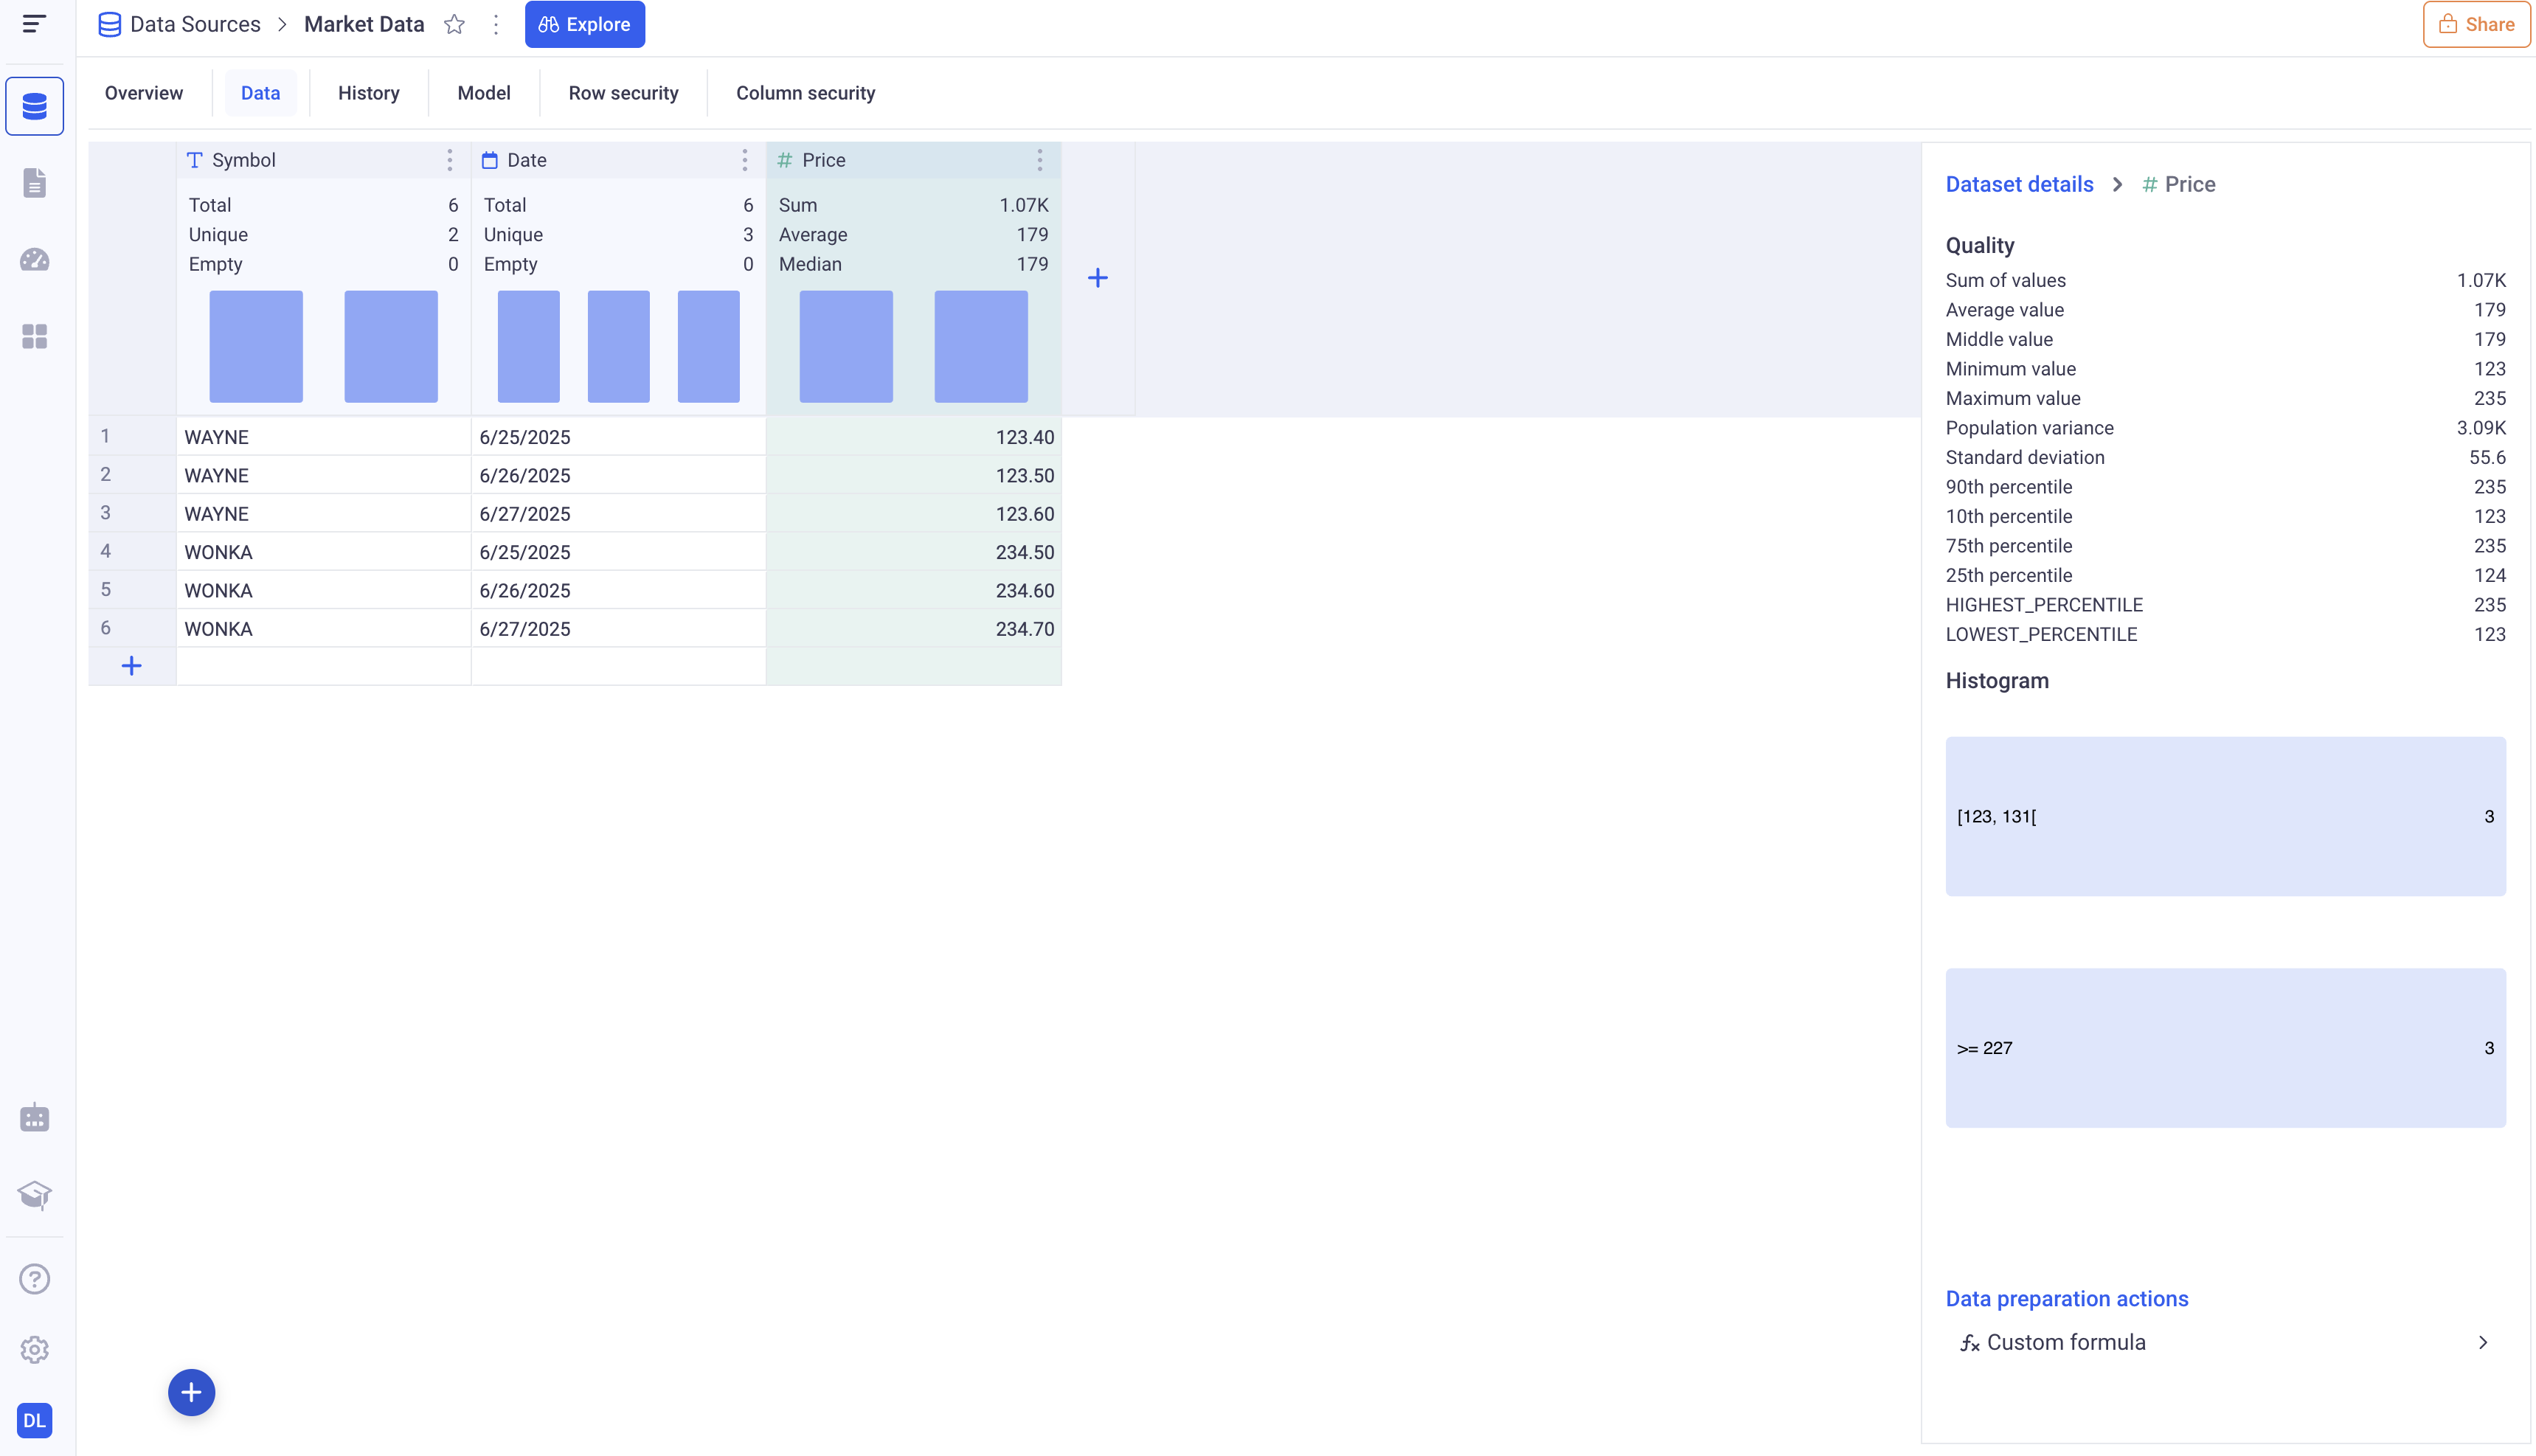 Data Sources > Market Data Explore Share
Overview Data History Model Row security Column security
Symbol Date # Price
Total 6 Total 6 Sum 1.07K
Unique 2 Unique 3 Average 179
Empty 0 Empty 0 Median 179
1 WAYNE 6/25/2025 123.40
2 WAYNE 6/26/2025 123.50
3 WAYNE 6/27/2025 123.60
4 WONKA 6/25/2025 234.50
5 WONKA 6/26/2025 234.60
6 WONKA 6/27/2025 234.70
Dataset details > # Price
Quality
Sum of values 1.07K
Average value 179
Middle value 179
Minimum value 123
Maximum value 235
Population variance 3.09K
Standard deviation 55.6
90th percentile 235
10th percentile 123
75th percentile 235
25th percentile 124
HIGHEST_PERCENTILE 235
LOWEST_PERCENTILE 123
Histogram
[123, 131[ 3
>= 227 3
Data preparation actions
fx Custom formula
DL